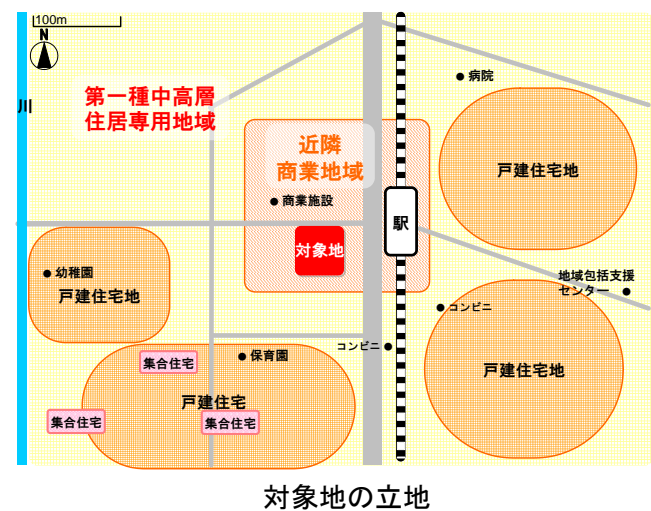 100m
N
病院
第一種中高層
住居専用地域
川
近隣
商業地域
戸建住宅地
商業施設
駅
対象地
幼稚園
戸建住宅地
地域包括支援
センター
コンビニ
コンビニ
保育園
集合住宅
戸建住宅地
戸建住宅
集合住宅
集合住宅
対象地の立地